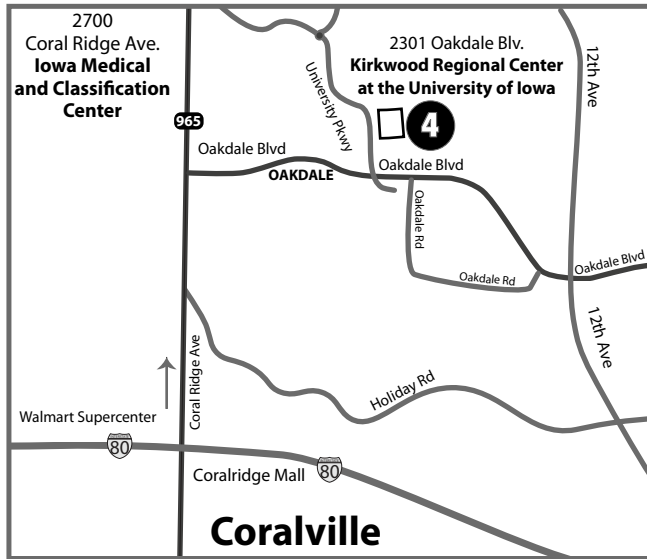 2700
Coral Ridge Ave.
Iowa Medical
and Classification
Center
2301 Oakdale Blv.
Kirkwood Regional Center
at the University of Iowa
4
12th Ave
University Pkwy
965
Oakdale Blvd
OAKDALE
Oakdale Blvd
Oakdale Rd
Oakdale Rd
Oakdale Blvd
12th Ave
Coral Ridge Ave
Holiday Rd
Walmart Supercenter
80
Coralridge Mall
80
Coralville